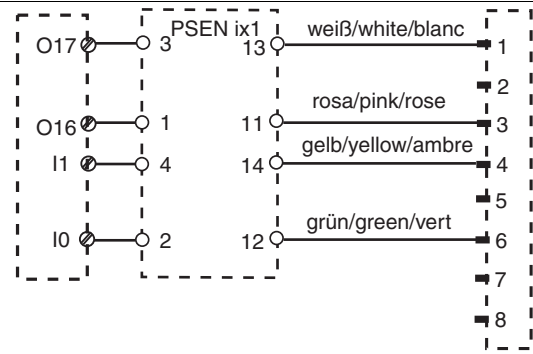 PSEN ix1
O17 3 13 weiß/white/blanc 1
2
rosa/pink/rose
O16 1 11 3
gelb/yellow/ambre
I1 4 14 4
5
grün/green/vert
I0 2 12 6
7
8